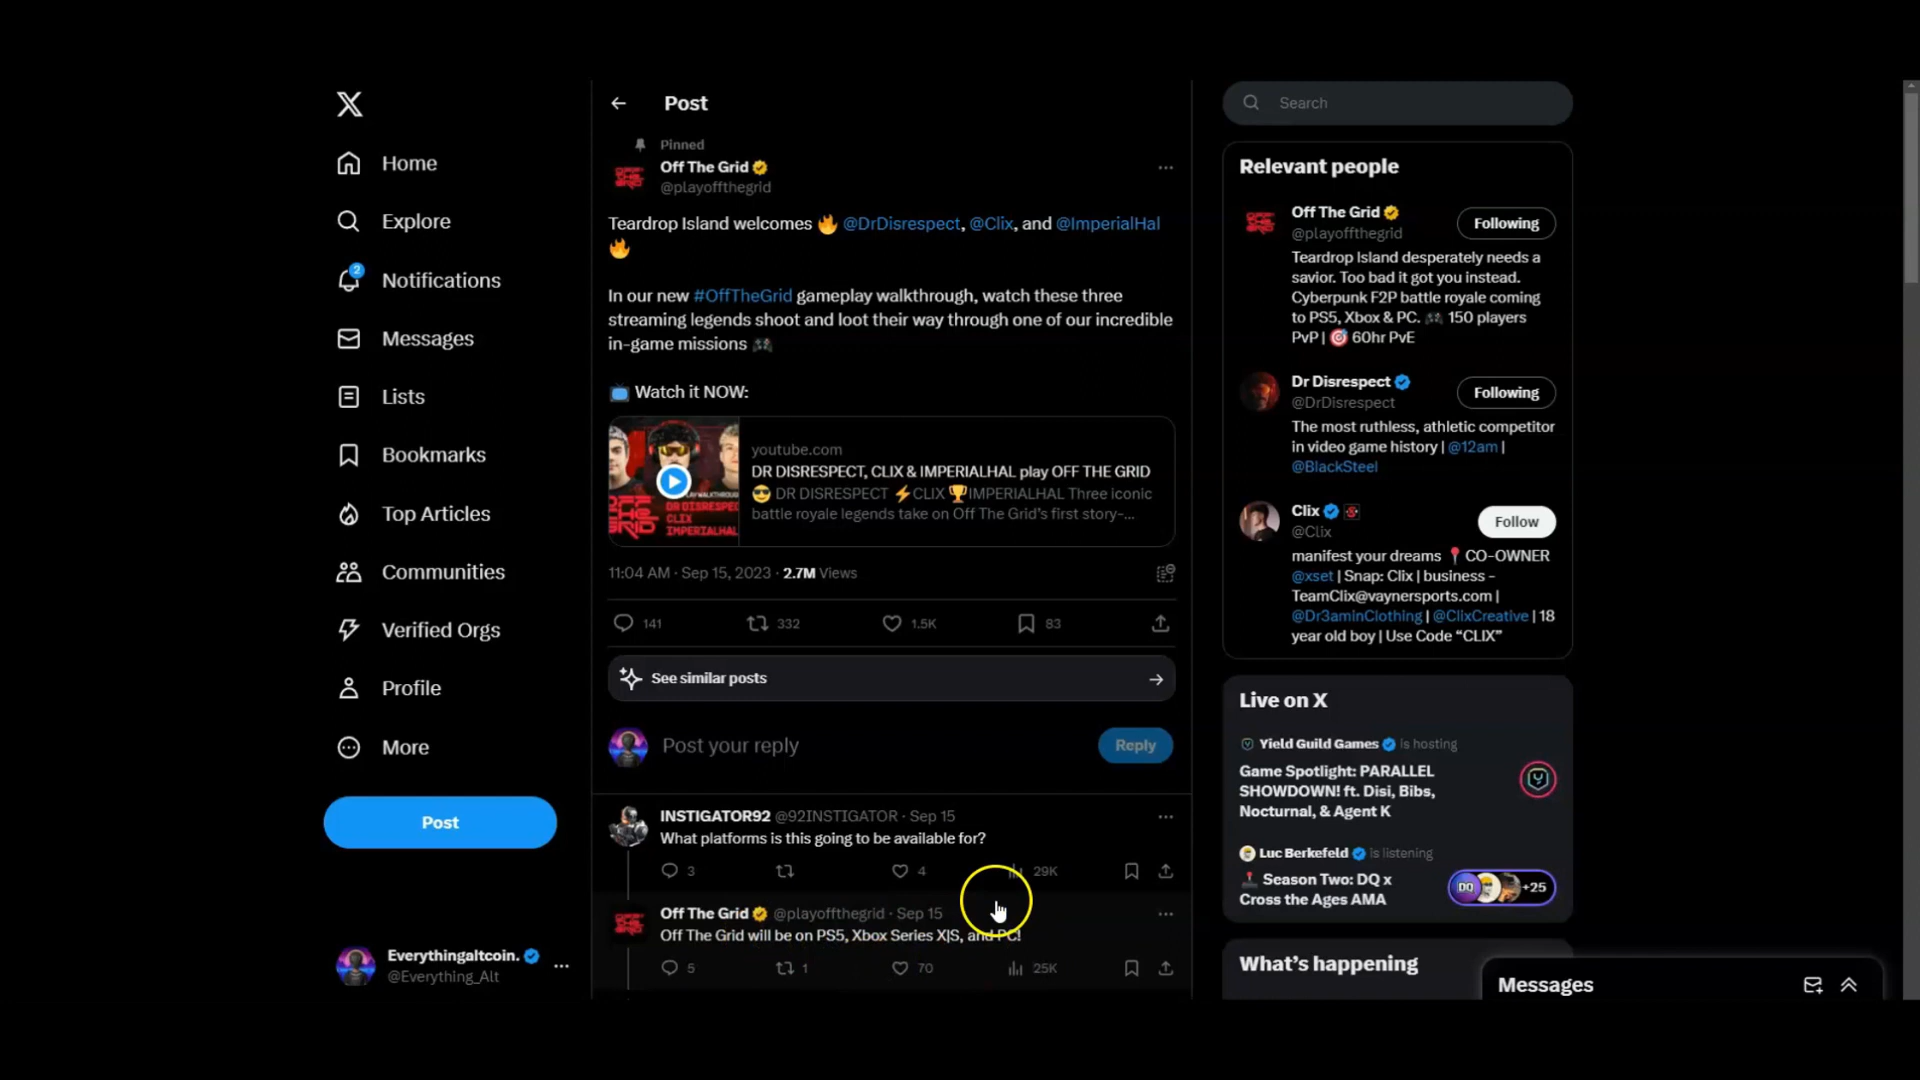 Home
Explore
2
Notifications
Messages
Lists
Bookmarks
Top Articles
Communities
Verified Orgs
Profile
More
Post
Everythingaltcoin.
@Everything_Alt
Post
Pinned
Off The Grid
@playoffthegrid
Teardrop Island welcomes 🔥 @DrDisrespect, @Clix, and @ImperialHal
🔥
In our new #OffTheGrid gameplay walkthrough, watch these three
streaming legends shoot and loot their way through one of our incredible
in-game missions 🎮
📺 Watch it NOW:
OFF
THE
GRID
DR DISRESPEC
CLIX
IMPERIALHAL
youtube.com
DR DISRESPECT, CLIX & IMPERIALHAL play OFF THE GRID
😎 DR DISRESPECT ⚡CLIX 🏆IMPERIALHAL Three iconic
battle royale legends take on Off The Grid's first story-...
11:04 AM · Sep 15, 2023 · 2.7M Views
141 332 1.5K 83
See similar posts
Post your reply
Reply
INSTIGATOR92 @92INSTIGATOR · Sep 15
What platforms is this going to be available for?
3 4 29K
Off The Grid @playoffthegrid · Sep 15
Off The Grid will be on PS5, Xbox Series X|S, and PC!
5 1 70 25K
Search
Relevant people
Off The Grid
@playoffthegrid
Following
Teardrop Island desperately needs a
savior. Too bad it got you instead.
Cyberpunk F2P battle royale coming
to PS5, Xbox & PC. 🎮 150 players
PvP | 🎯 60hr PvE
Dr Disrespect
@DrDisrespect
Following
The most ruthless, athletic competitor
in video game history | @12am |
@BlackSteel
Clix
@Clix
Follow
manifest your dreams 📍 CO-OWNER
@xset | Snap: Clix | business -
TeamClix@vaynersports.com |
@Dr3aminClothing | @ClixCreative | 18
year old boy | Use Code “CLIX”
Live on X
Yield Guild Games is hosting
Game Spotlight: PARALLEL
SHOWDOWN! ft. Disi, Bibs,
Nocturnal, & Agent K
Luc Berkefeld is listening
🕹️ Season Two: DQ x
Cross the Ages AMA
DQ
+25
What's happening
Messages